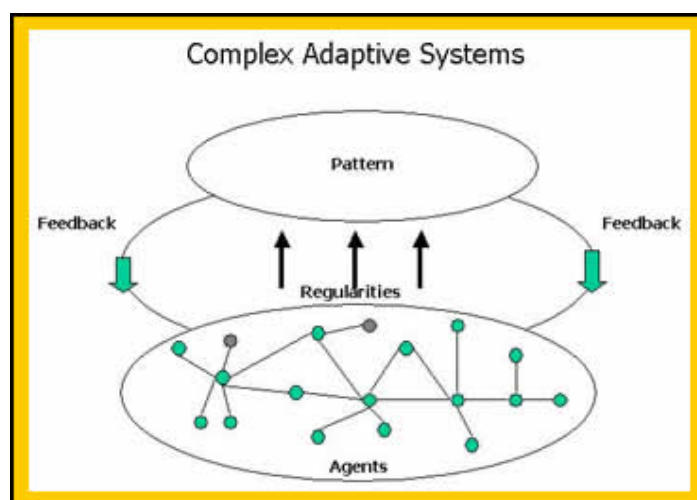 Complex Adaptive Systems
Pattern
Feedback
Feedback
Regularities
Agents